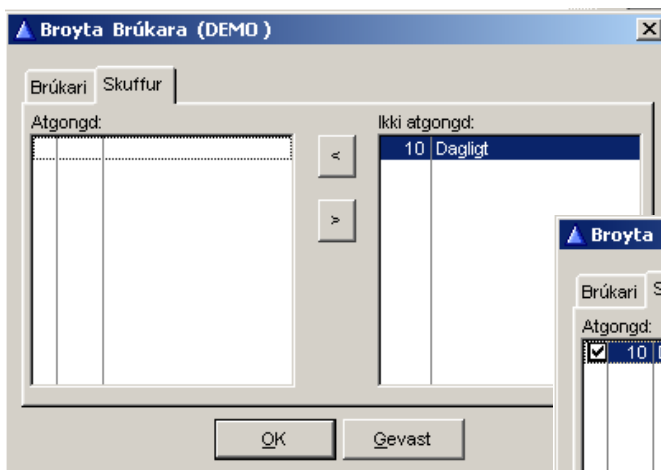 Broyta Brúkara (DEMO )
Brúkari Skuffur
Atgongd:
Ikki atgongd:
<
10 Dagligt
>
OK
Gevast
Broyta
Brúkari
Atgongd:
10